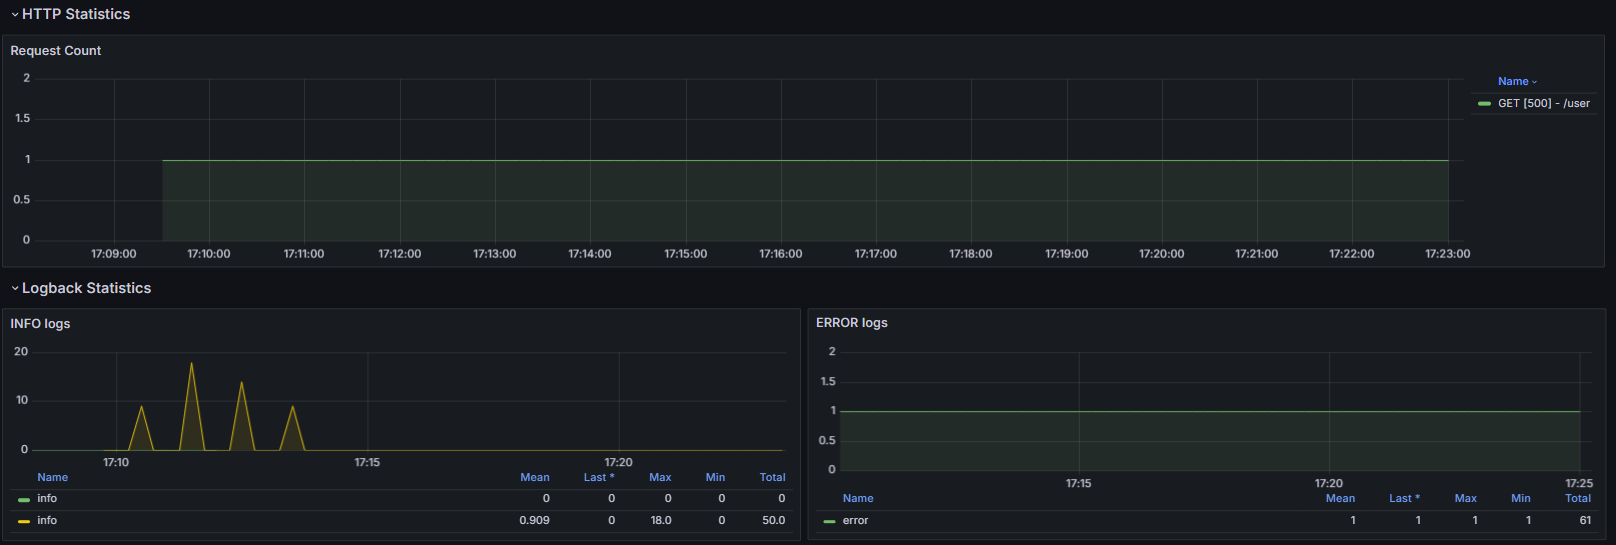 HTTP Statistics
Request Count
2
1.5
1
0.5
0
17:09:00 17:10:00 17:11:00 17:12:00 17:13:00 17:14:00 17:15:00 17:16:00 17:17:00 17:18:00 17:19:00 17:20:00 17:21:00 17:22:00 17:23:00
Name
GET [500] - /user
Logback Statistics
INFO logs
20
10
0
17:10 17:15 17:20
Name Mean Last * Max Min Total
info 0 0 0 0 0
info 0.909 0 18.0 0 50.0
ERROR logs
2
1.5
1
0.5
0
17:15 17:20 17:25
Name Mean Last * Max Min Total
error 1 1 1 1 61